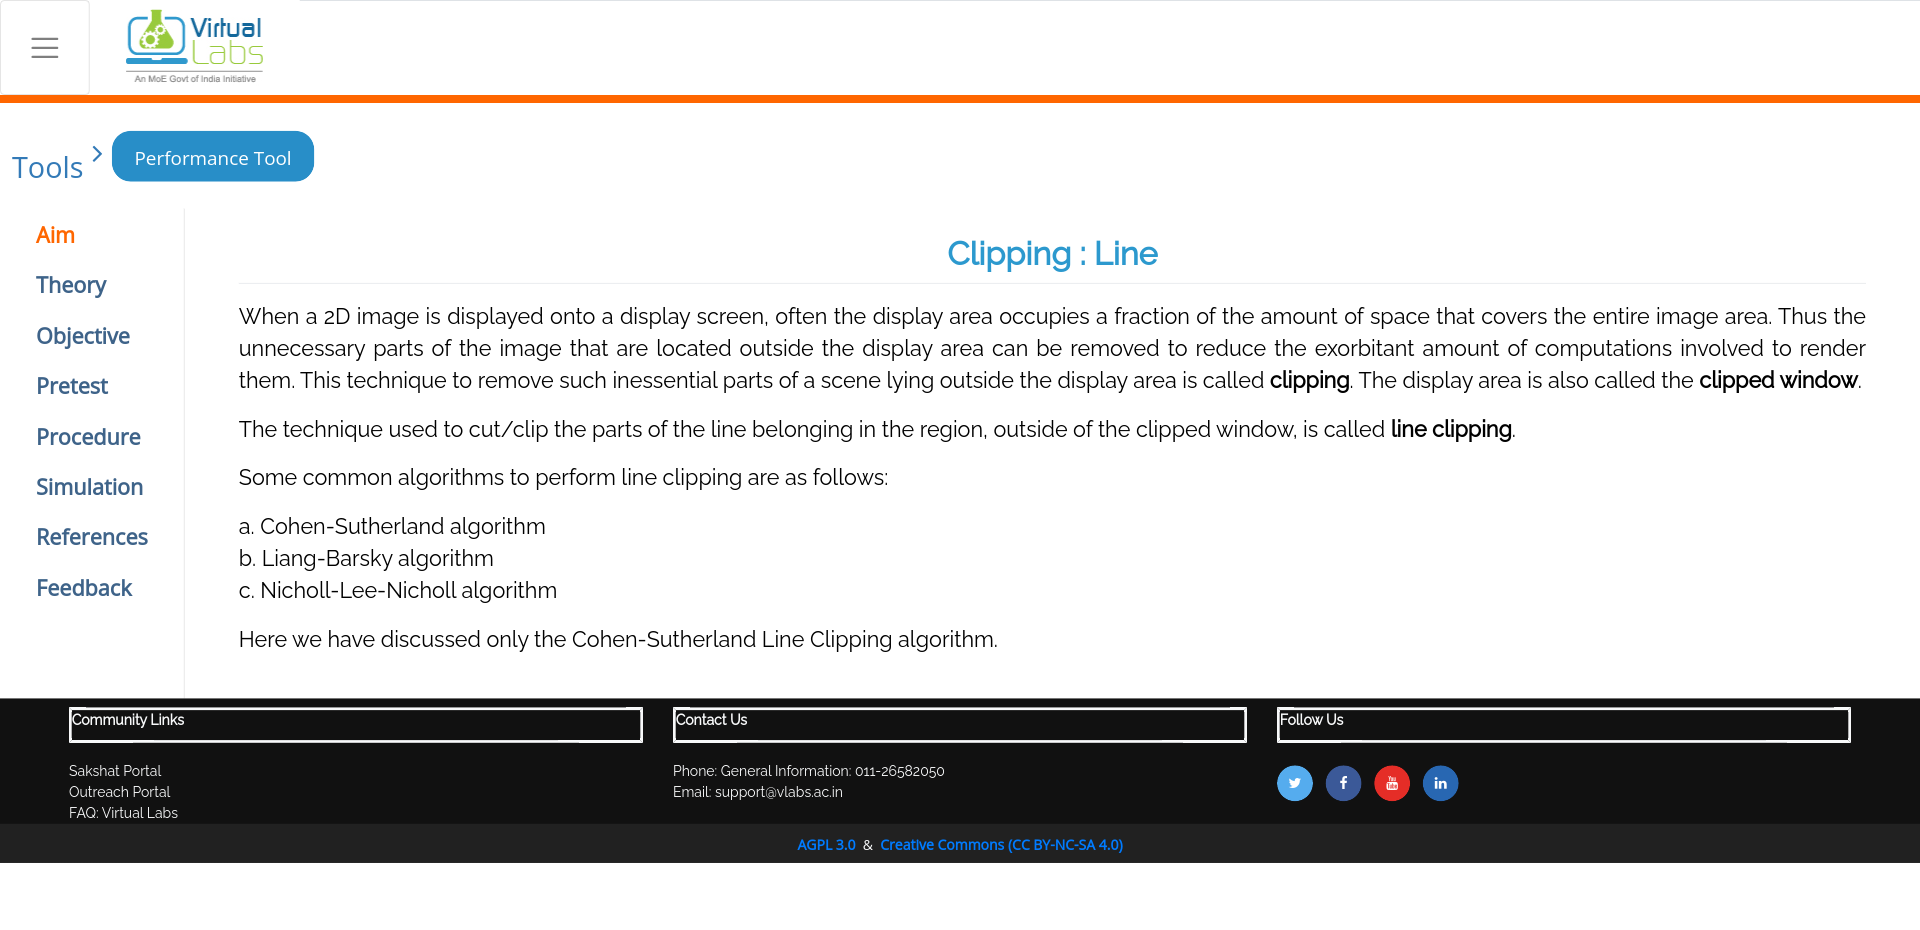 Virtual
Labs
An MoE Govt of India Initiative
Tools
Performance Tool
Aim
Theory
Objective
Pretest
Procedure
Simulation
References
Feedback
Clipping : Line
When a 2D image is displayed onto a display screen, often the display area occupies a fraction of the amount of space that covers the entire image area. Thus the
unnecessary parts of the image that are located outside the display area can be removed to reduce the exorbitant amount of computations involved to render
them. This technique to remove such inessential parts of a scene lying outside the display area is called clipping. The display area is also called the clipped window.
The technique used to cut/clip the parts of the line belonging in the region, outside of the clipped window, is called line clipping.
Some common algorithms to perform line clipping are as follows:
a. Cohen-Sutherland algorithm
b. Liang-Barsky algorithm
c. Nicholl-Lee-Nicholl algorithm
Here we have discussed only the Cohen-Sutherland Line Clipping algorithm.
Community Links
Sakshat Portal
Outreach Portal
FAQ: Virtual Labs
Contact Us
Phone: General Information: 011-26582050
Email: support@vlabs.ac.in
Follow Us
AGPL 3.0 & Creative Commons (CC BY-NC-SA 4.0)